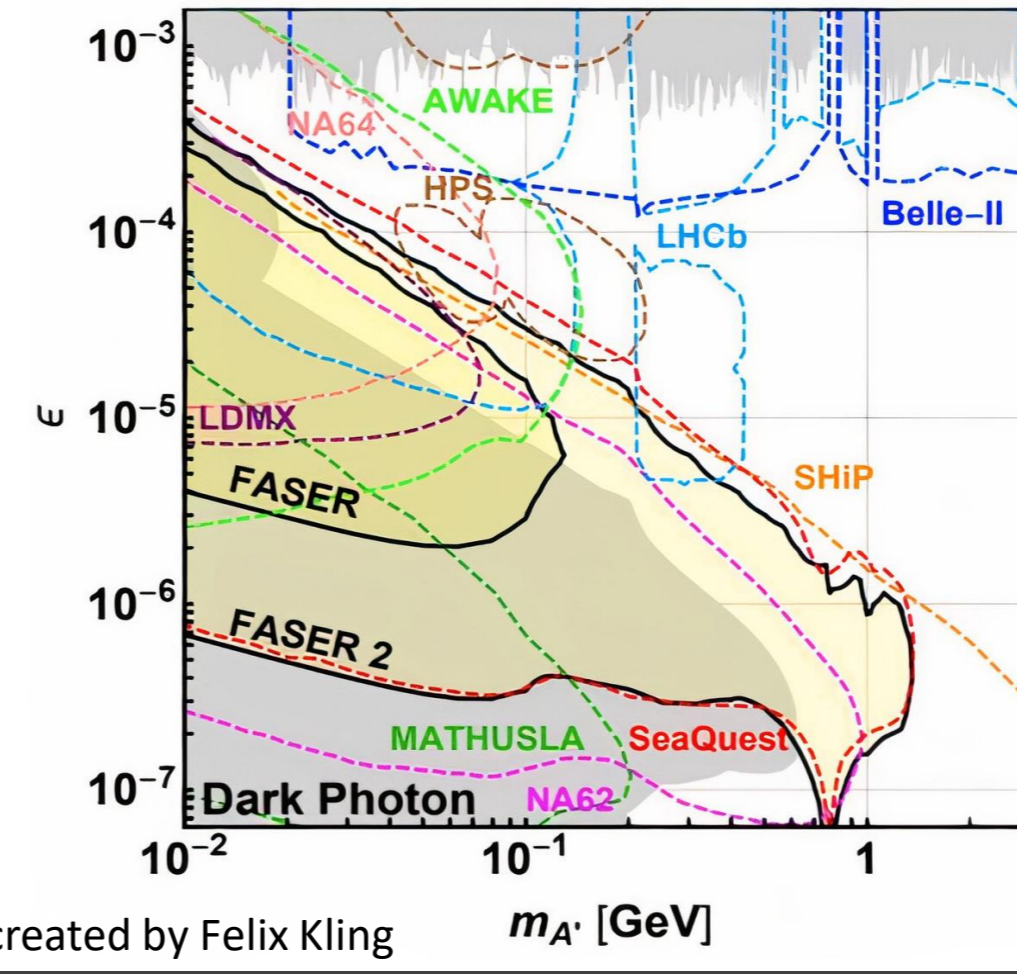 10⁻³
AWAKE
NA64
HPS
10⁻⁴
Belle-II
LHCb
ϵ
10⁻⁵
LDMX
SHiP
FASER
10⁻⁶
FASER 2
MATHUSLA
SeaQuest
10⁻⁷
Dark Photon
NA62
10⁻² 10⁻¹ 1
m_A' [GeV]
created by Felix Kling